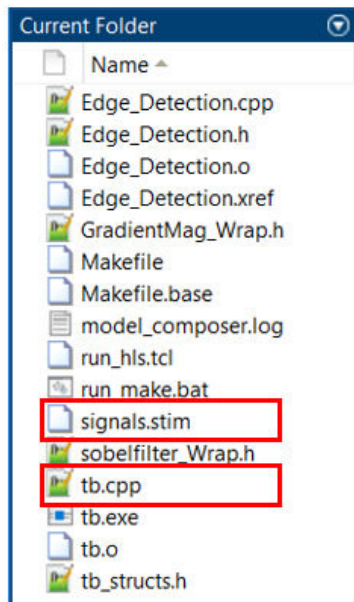 Current Folder
Name
Edge_Detection.cpp
Edge_Detection.h
Edge_Detection.o
Edge_Detection.xref
GradientMag_Wrap.h
Makefile
Makefile.base
model_composer.log
run_hls.tcl
run_make.bat
signals.stim
sobelfilter_Wrap.h
tb.cpp
tb.exe
tb.o
tb_structs.h